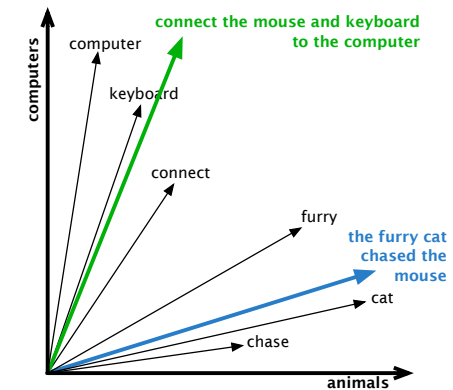 connect the mouse and keyboard
to the computer
computer
keyboard
connect
furry
the furry cat
chased the
mouse
cat
chase
computers
animals